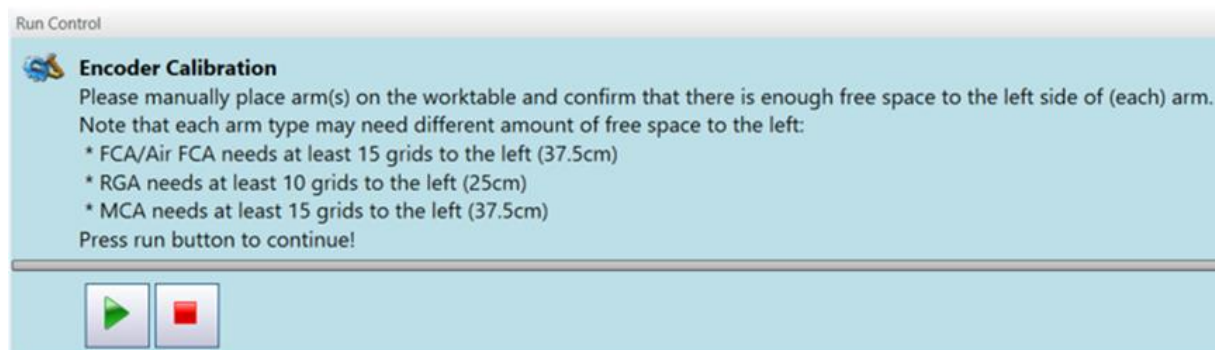 Run Control
Encoder Calibration
Please manually place arm(s) on the worktable and confirm that there is enough free space to the left side of (each) arm.
Note that each arm type may need different amount of free space to the left:
* FCA/Air FCA needs at least 15 grids to the left (37.5cm)
* RGA needs at least 10 grids to the left (25cm)
* MCA needs at least 15 grids to the left (37.5cm)
Press run button to continue!